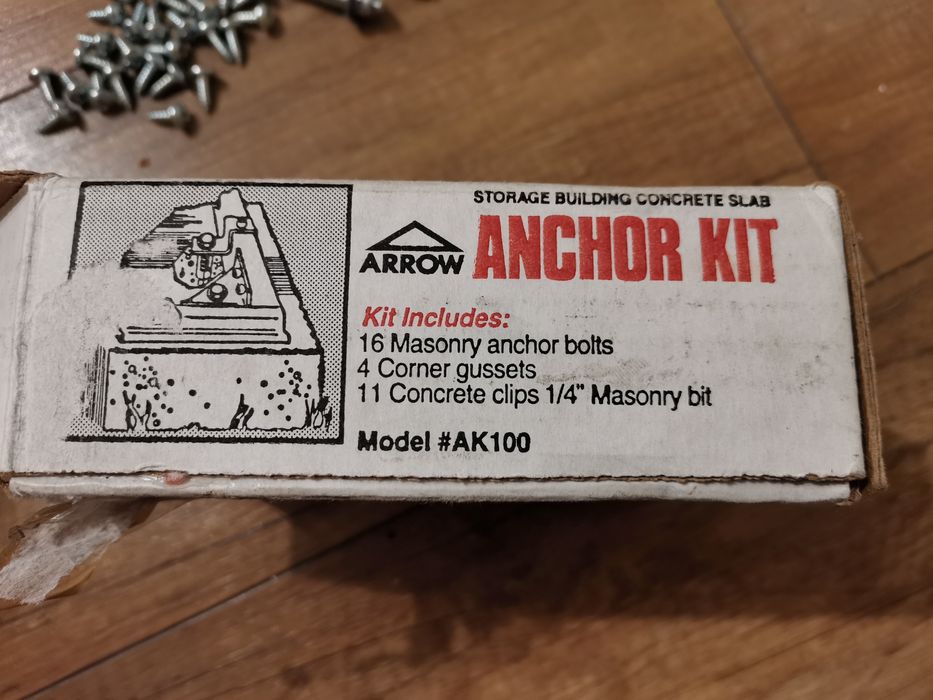 STORAGE BUILDING CONCRETE SLAB
ARROW ANCHOR KIT
Kit Includes:
16 Masonry anchor bolts
4 Corner gussets
11 Concrete clips 1/4" Masonry bit
Model #AK100